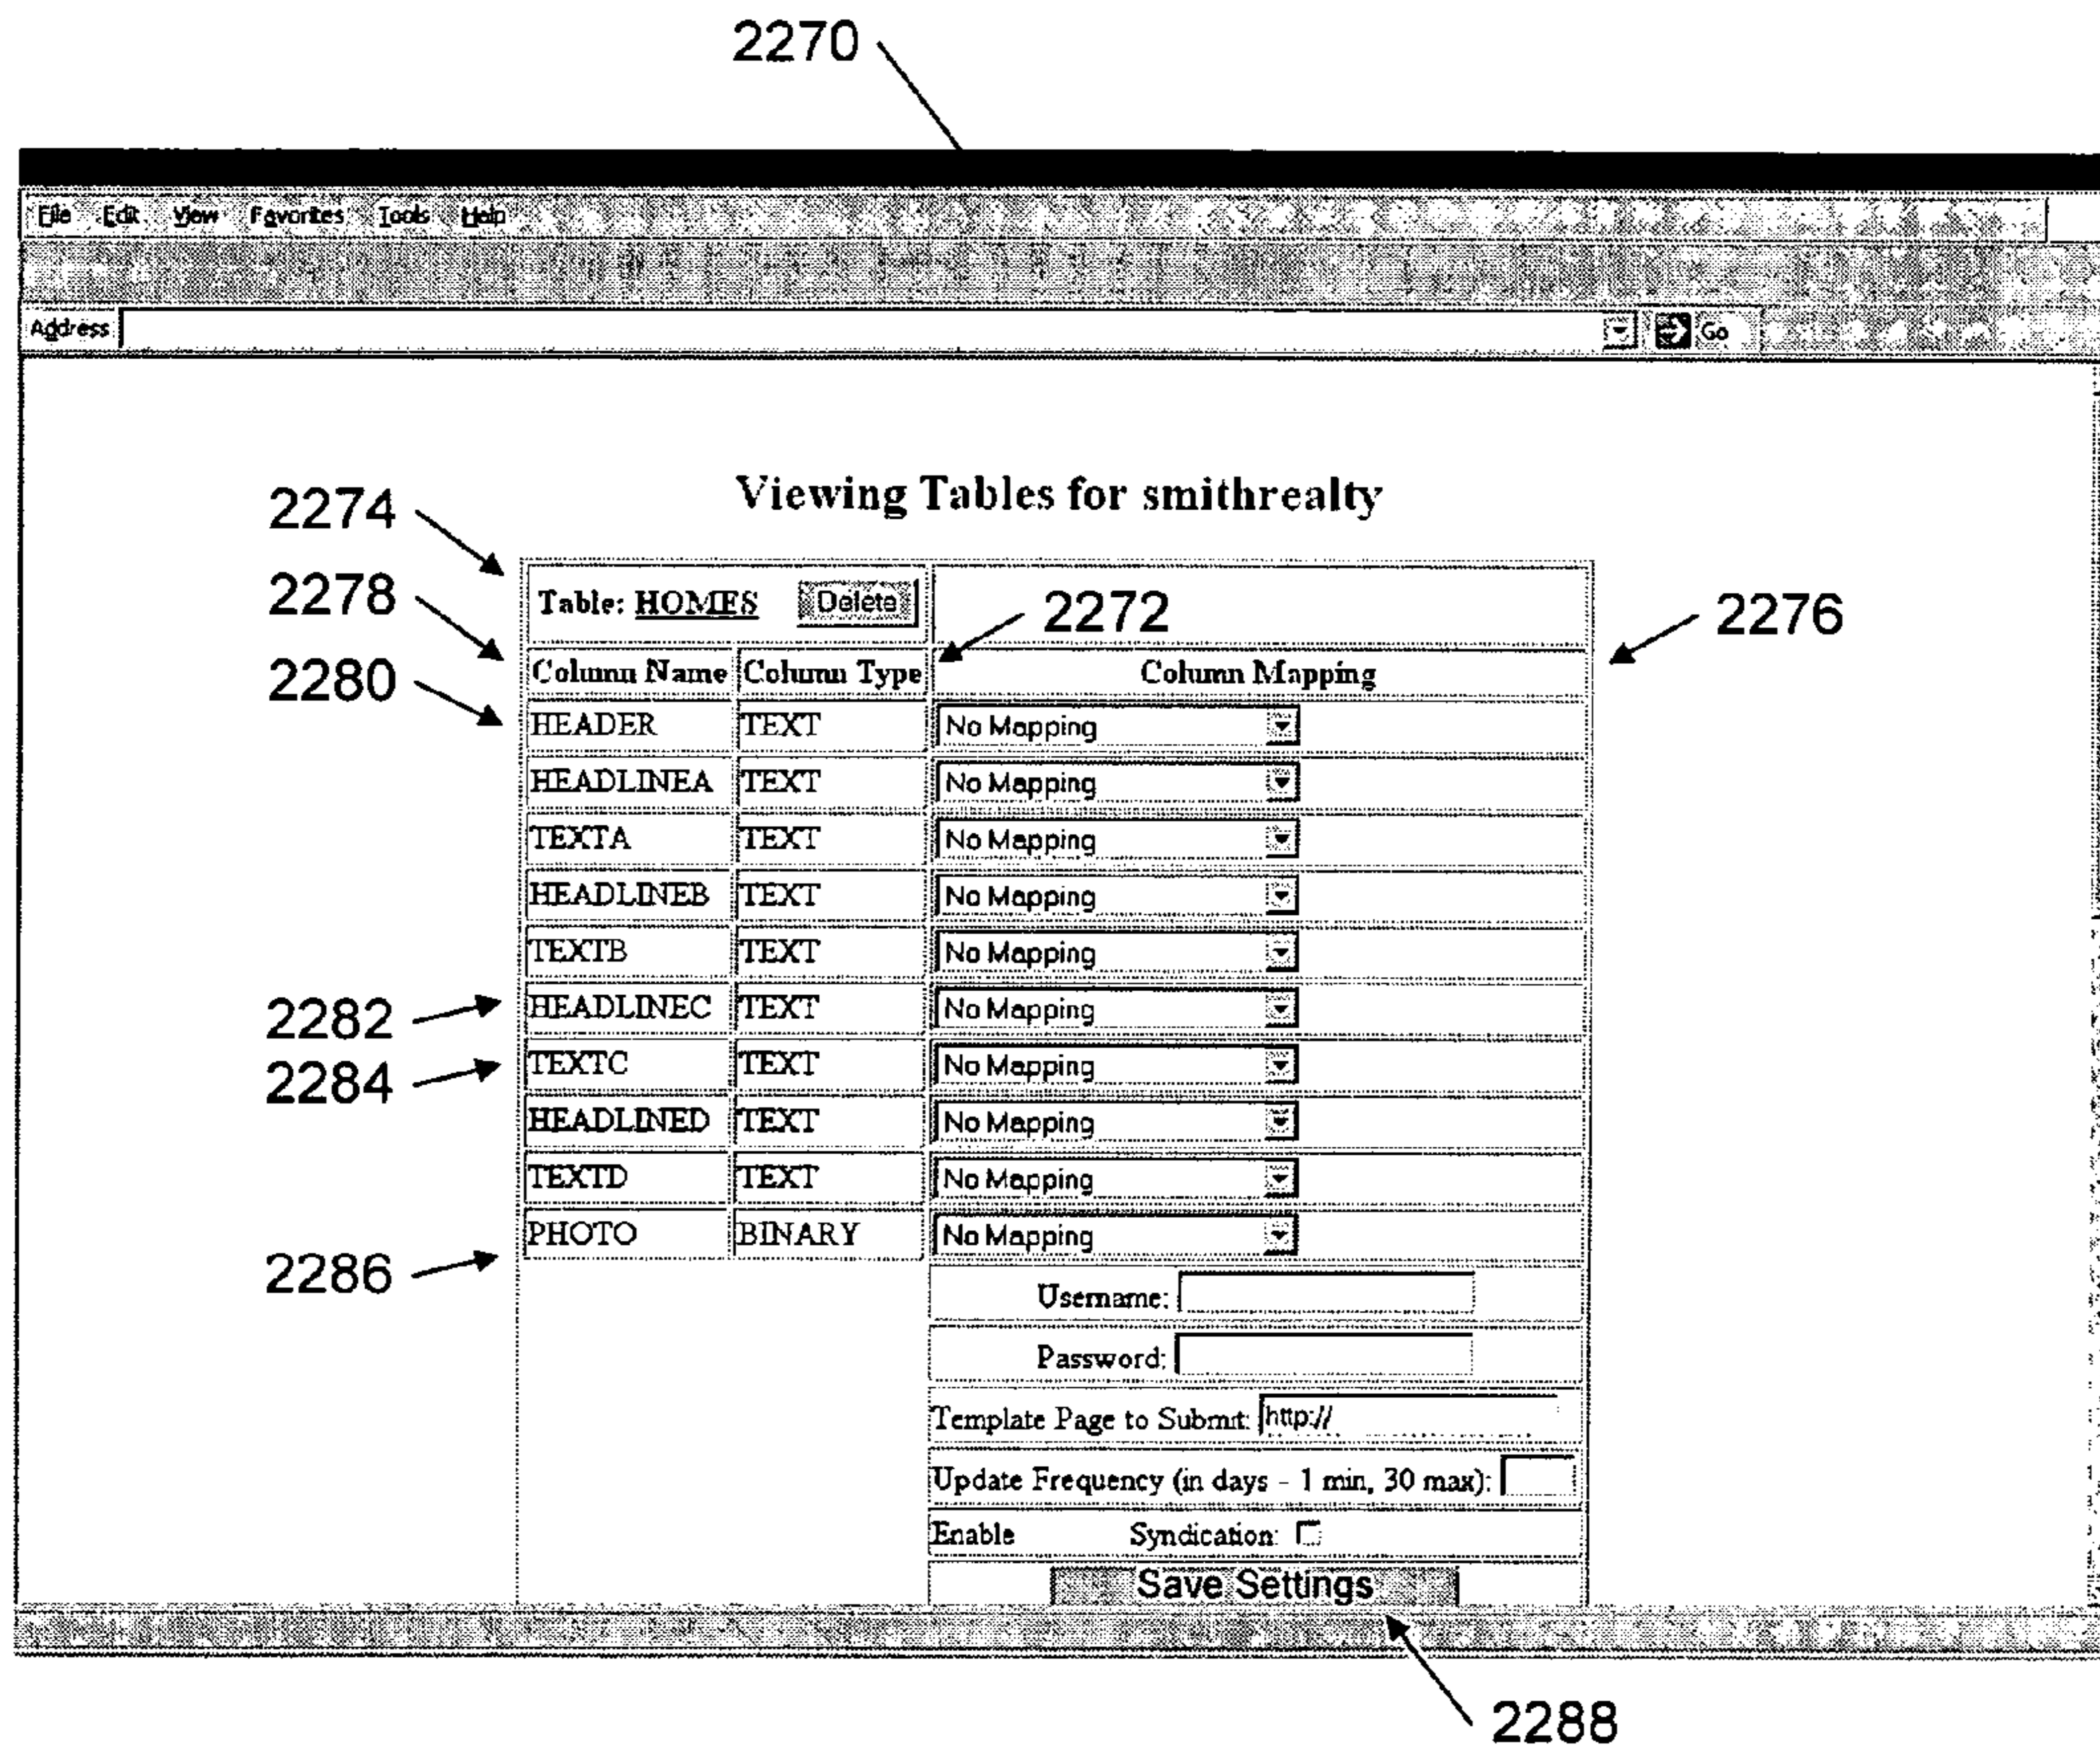 2270
File Edit View Favorites Tools Help
Address Go
Viewing Tables for smithrealty
2274
2278
2280
Table: HOMES Delete
2272
2276
Column Name Column Type Column Mapping
HEADER TEXT No Mapping
HEADLINEA TEXT No Mapping
TEXTA TEXT No Mapping
HEADLINEB TEXT No Mapping
TEXTB TEXT No Mapping
2282 HEADLINEC TEXT No Mapping
2284 TEXTC TEXT No Mapping
HEADLINED TEXT No Mapping
TEXTD TEXT No Mapping
PHOTO BINARY No Mapping
2286
Username:
Password:
Template Page to Submit: http://
Update Frequency (in days - 1 min, 30 max):
Enable Syndication:
Save Settings
2288